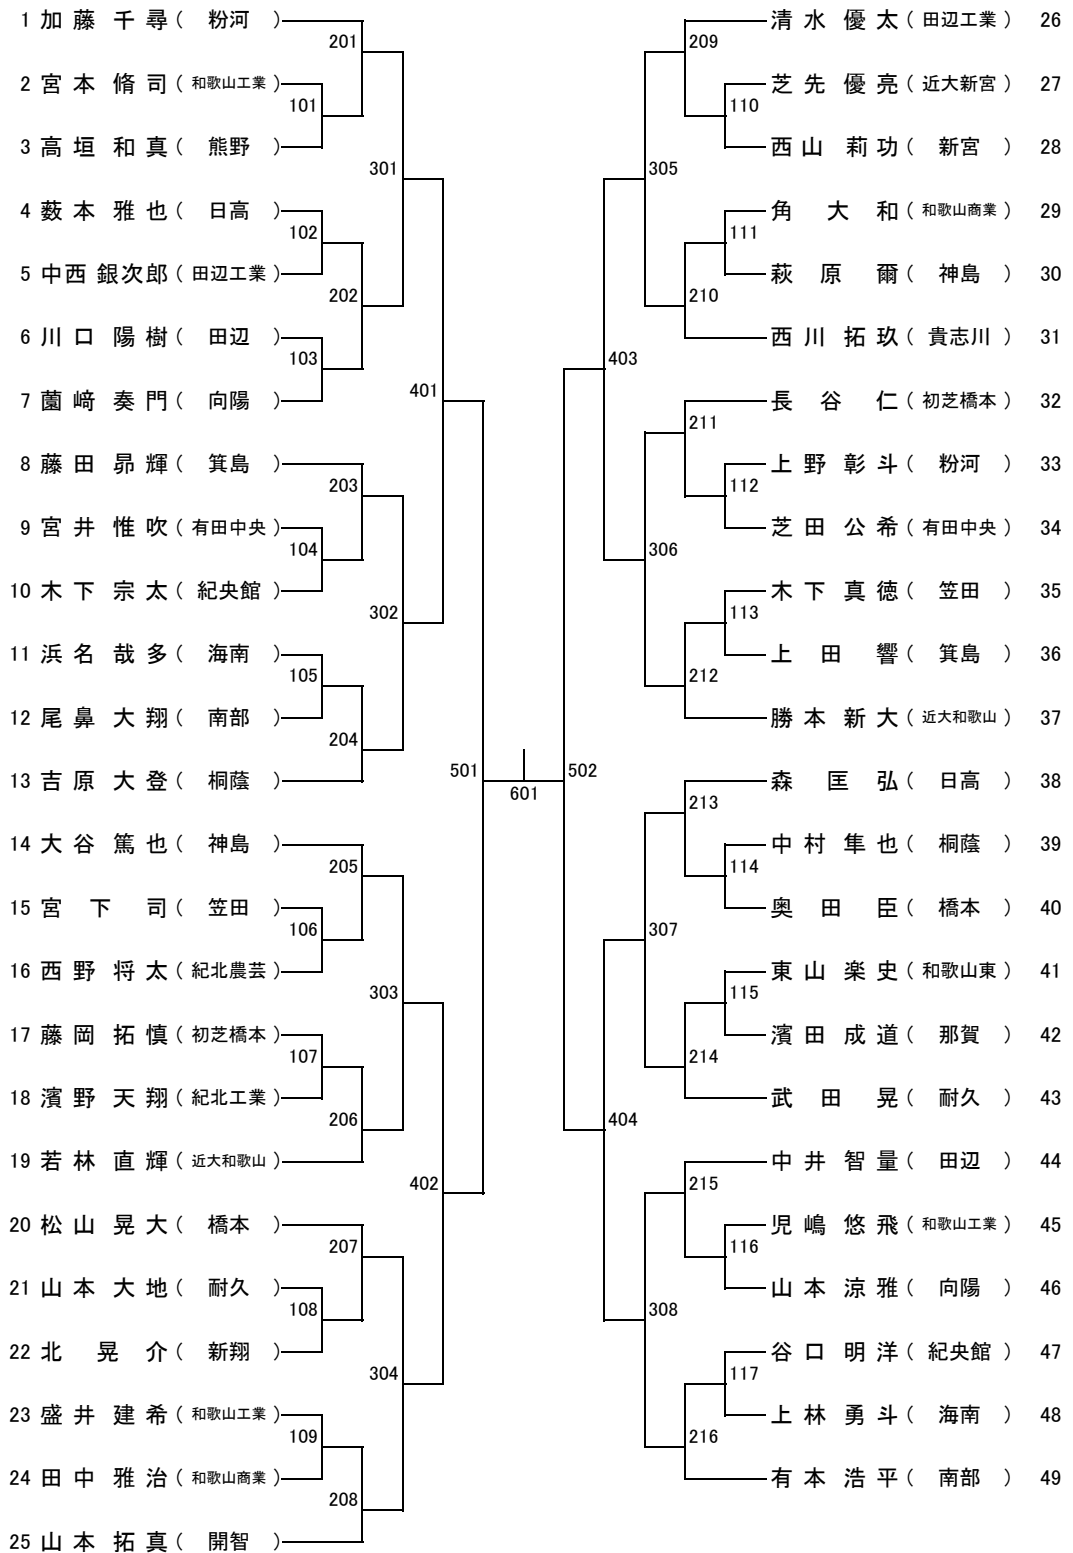 1 加藤千尋（粉河）
201
2 宮本脩司（和歌山工業）
101
3 高垣和真（熊野）
301
4 薮本雅也（日高）
102
5 中西銀次郎（田辺工業）
202
6 川口陽樹（田辺）
103
401
7 薗﨑奏門（向陽）
8 藤田昴輝（箕島）
203
9 宮井惟吹（有田中央）
104
10 木下宗太（紀央館）
302
11 浜名哉多（海南）
105
12 尾鼻大翔（南部）
204
13 吉原大登（桐蔭）
501
601
14 大谷篤也（神島）
205
15 宮下司（笠田）
106
16 西野将太（紀北農芸）
303
17 藤岡拓慎（初芝橋本）
107
18 濱野天翔（紀北工業）
206
19 若林直輝（近大和歌山）
402
20 松山晃大（橋本）
207
21 山本大地（耐久）
108
22 北晃介（新翔）
304
23 盛井建希（和歌山工業）
109
24 田中雅治（和歌山商業）
208
25 山本拓真（開智）
清水優太（田辺工業）26
209
芝先優亮（近大新宮）27
110
西山莉功（新宮）28
305
角大和（和歌山商業）29
111
萩原爾（神島）30
210
西川拓玖（貴志川）31
403
長谷仁（初芝橋本）32
211
上野彰斗（粉河）33
112
芝田公希（有田中央）34
306
木下真徳（笠田）35
113
上田響（箕島）36
212
勝本新大（近大和歌山）37
502
森匡弘（日高）38
213
中村隼也（桐蔭）39
114
奥田臣（橋本）40
307
東山楽史（和歌山東）41
115
濱田成道（那賀）42
214
武田晃（耐久）43
404
中井智量（田辺）44
215
児嶋悠飛（和歌山工業）45
116
山本涼雅（向陽）46
308
谷口明洋（紀央館）47
117
上林勇斗（海南）48
216
有本浩平（南部）49